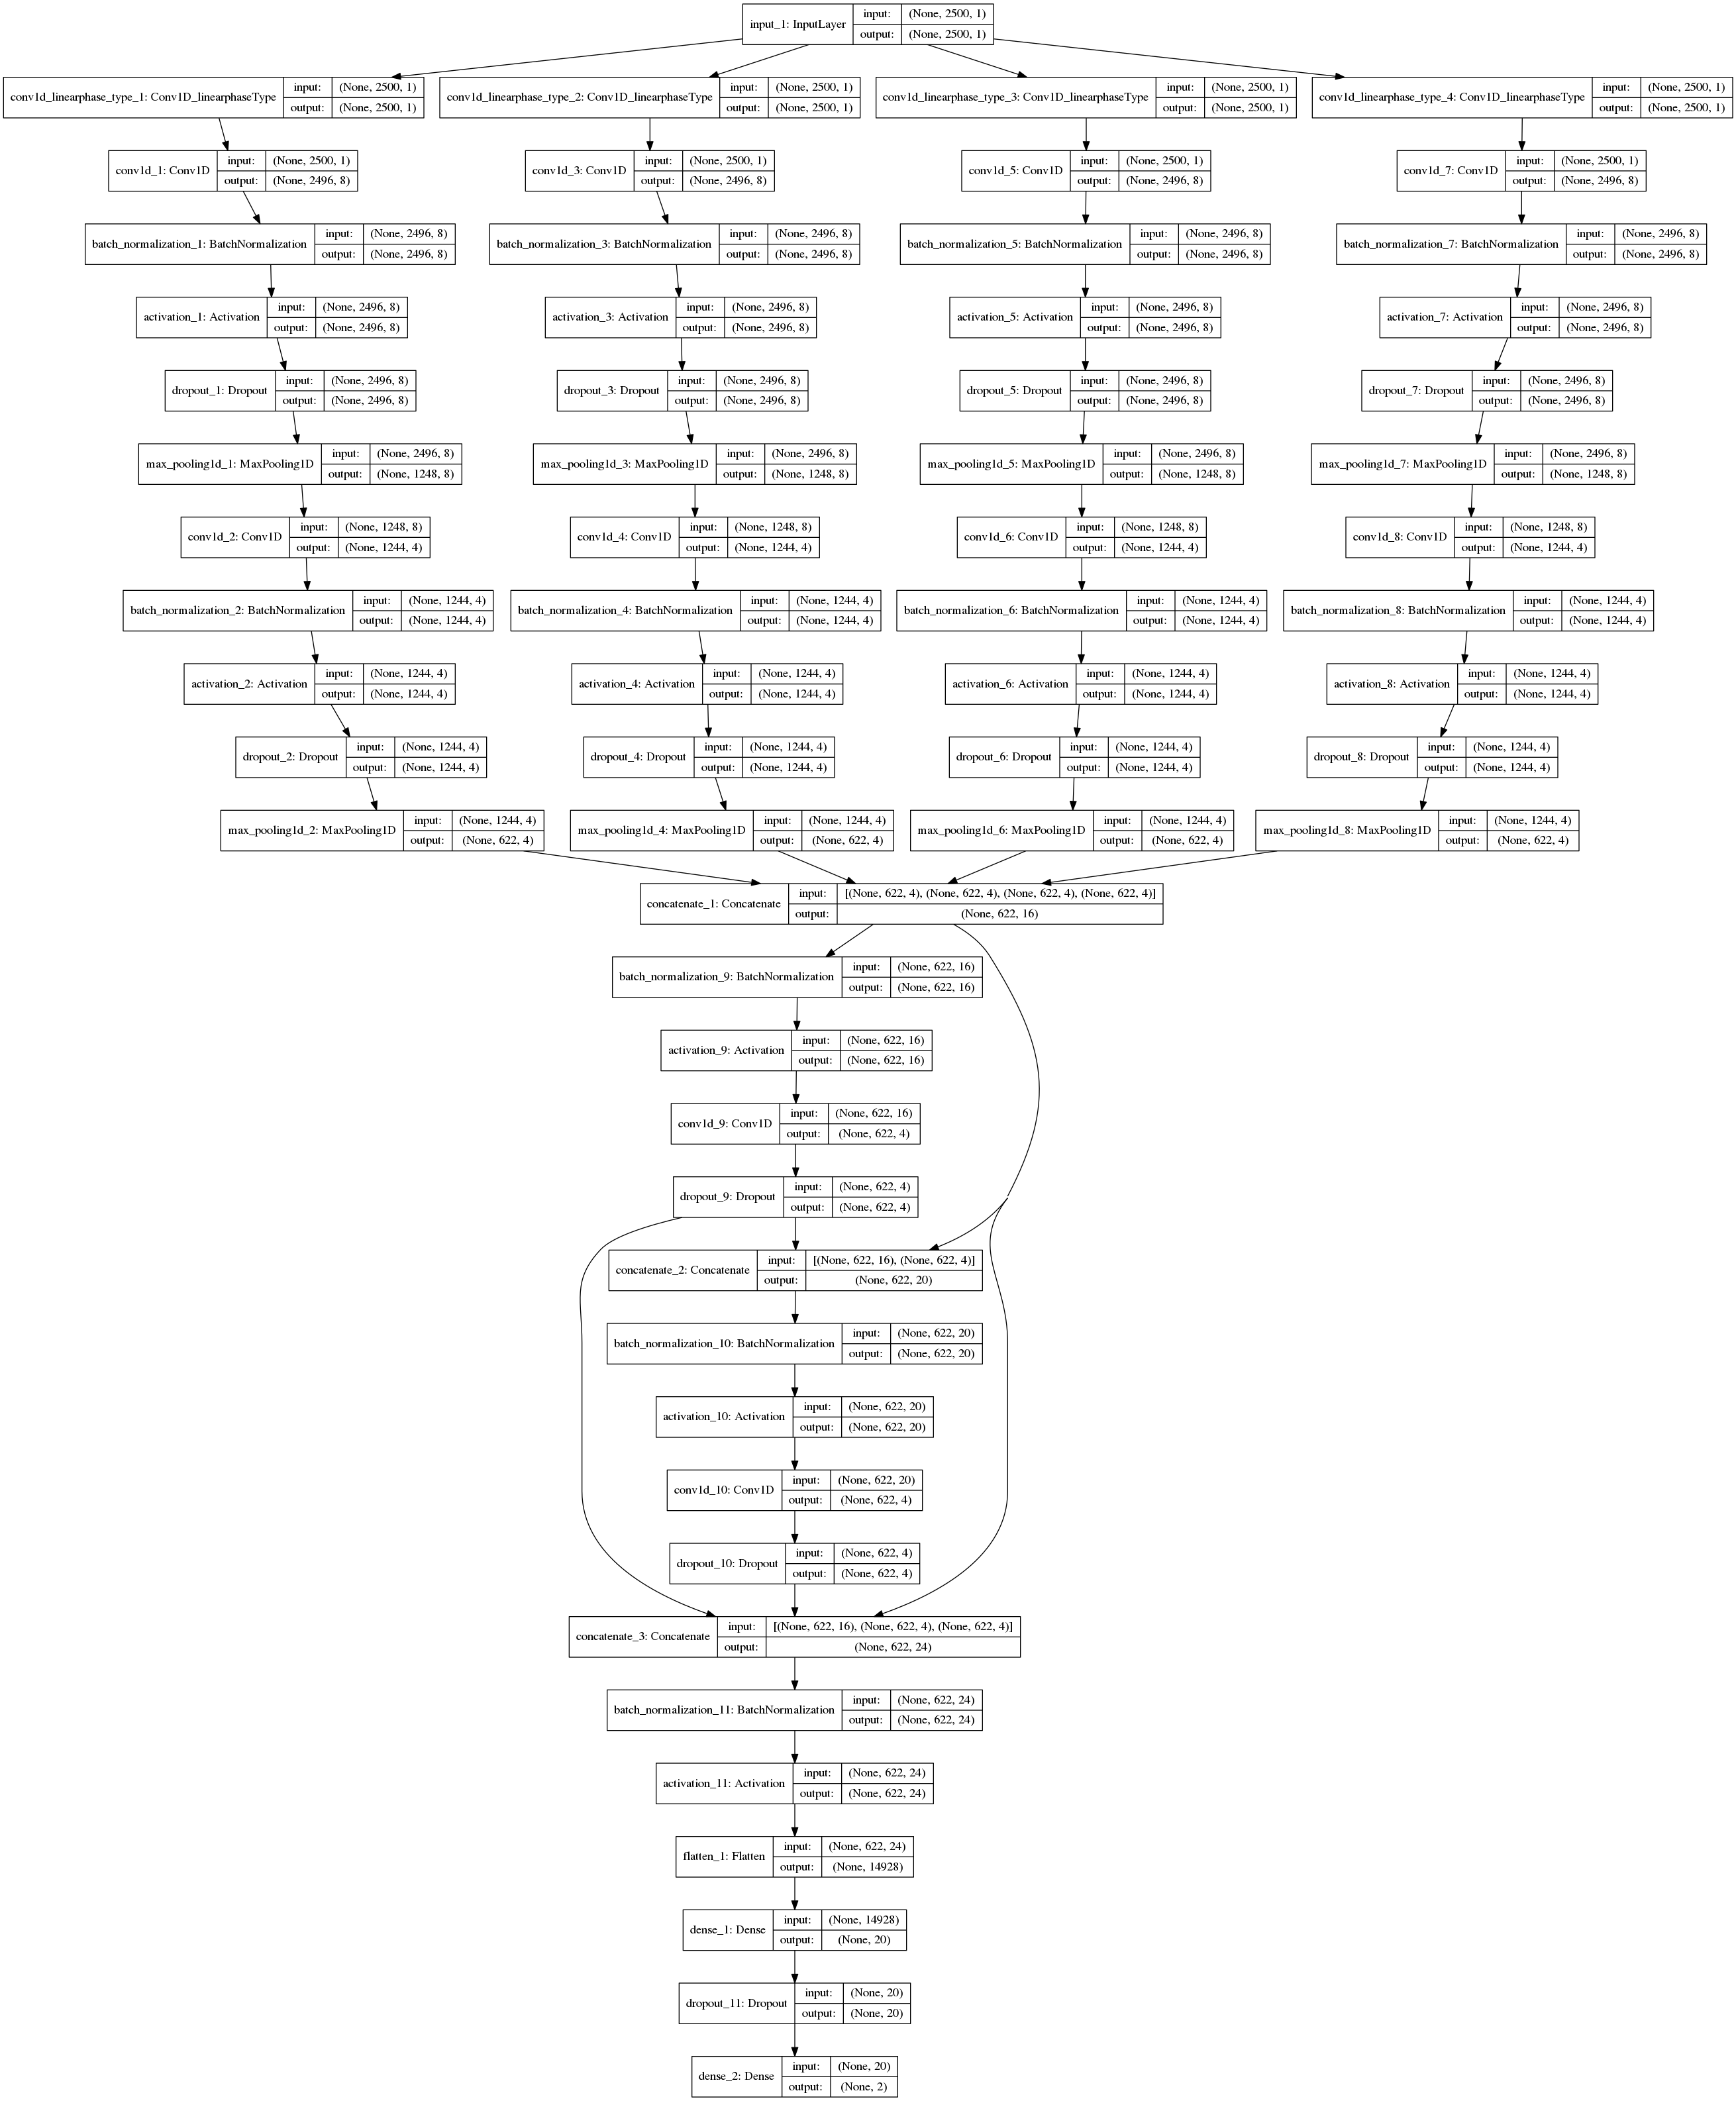 input_1: InputLayer
input: (None, 2500, 1)
output: (None, 2500, 1)
conv1d_linearphase_type_1: Conv1D_linearphaseType
input: (None, 2500, 1)
output: (None, 2500, 1)
conv1d_linearphase_type_2: Conv1D_linearphaseType
input: (None, 2500, 1)
output: (None, 2500, 1)
conv1d_linearphase_type_3: Conv1D_linearphaseType
input: (None, 2500, 1)
output: (None, 2500, 1)
conv1d_linearphase_type_4: Conv1D_linearphaseType
input: (None, 2500, 1)
output: (None, 2500, 1)
conv1d_1: Conv1D
input: (None, 2500, 1)
output: (None, 2496, 8)
conv1d_3: Conv1D
input: (None, 2500, 1)
output: (None, 2496, 8)
conv1d_5: Conv1D
input: (None, 2500, 1)
output: (None, 2496, 8)
conv1d_7: Conv1D
input: (None, 2500, 1)
output: (None, 2496, 8)
batch_normalization_1: BatchNormalization
input: (None, 2496, 8)
output: (None, 2496, 8)
batch_normalization_3: BatchNormalization
input: (None, 2496, 8)
output: (None, 2496, 8)
batch_normalization_5: BatchNormalization
input: (None, 2496, 8)
output: (None, 2496, 8)
batch_normalization_7: BatchNormalization
input: (None, 2496, 8)
output: (None, 2496, 8)
activation_1: Activation
input: (None, 2496, 8)
output: (None, 2496, 8)
activation_3: Activation
input: (None, 2496, 8)
output: (None, 2496, 8)
activation_5: Activation
input: (None, 2496, 8)
output: (None, 2496, 8)
activation_7: Activation
input: (None, 2496, 8)
output: (None, 2496, 8)
dropout_1: Dropout
input: (None, 2496, 8)
output: (None, 2496, 8)
dropout_3: Dropout
input: (None, 2496, 8)
output: (None, 2496, 8)
dropout_5: Dropout
input: (None, 2496, 8)
output: (None, 2496, 8)
dropout_7: Dropout
input: (None, 2496, 8)
output: (None, 2496, 8)
max_pooling1d_1: MaxPooling1D
input: (None, 2496, 8)
output: (None, 1248, 8)
max_pooling1d_3: MaxPooling1D
input: (None, 2496, 8)
output: (None, 1248, 8)
max_pooling1d_5: MaxPooling1D
input: (None, 2496, 8)
output: (None, 1248, 8)
max_pooling1d_7: MaxPooling1D
input: (None, 2496, 8)
output: (None, 1248, 8)
conv1d_2: Conv1D
input: (None, 1248, 8)
output: (None, 1244, 4)
conv1d_4: Conv1D
input: (None, 1248, 8)
output: (None, 1244, 4)
conv1d_6: Conv1D
input: (None, 1248, 8)
output: (None, 1244, 4)
conv1d_8: Conv1D
input: (None, 1248, 8)
output: (None, 1244, 4)
batch_normalization_2: BatchNormalization
input: (None, 1244, 4)
output: (None, 1244, 4)
batch_normalization_4: BatchNormalization
input: (None, 1244, 4)
output: (None, 1244, 4)
batch_normalization_6: BatchNormalization
input: (None, 1244, 4)
output: (None, 1244, 4)
batch_normalization_8: BatchNormalization
input: (None, 1244, 4)
output: (None, 1244, 4)
activation_2: Activation
input: (None, 1244, 4)
output: (None, 1244, 4)
activation_4: Activation
input: (None, 1244, 4)
output: (None, 1244, 4)
activation_6: Activation
input: (None, 1244, 4)
output: (None, 1244, 4)
activation_8: Activation
input: (None, 1244, 4)
output: (None, 1244, 4)
dropout_2: Dropout
input: (None, 1244, 4)
output: (None, 1244, 4)
dropout_4: Dropout
input: (None, 1244, 4)
output: (None, 1244, 4)
dropout_6: Dropout
input: (None, 1244, 4)
output: (None, 1244, 4)
dropout_8: Dropout
input: (None, 1244, 4)
output: (None, 1244, 4)
max_pooling1d_2: MaxPooling1D
input: (None, 1244, 4)
output: (None, 622, 4)
max_pooling1d_4: MaxPooling1D
input: (None, 1244, 4)
output: (None, 622, 4)
max_pooling1d_6: MaxPooling1D
input: (None, 1244, 4)
output: (None, 622, 4)
max_pooling1d_8: MaxPooling1D
input: (None, 1244, 4)
output: (None, 622, 4)
concatenate_1: Concatenate
input: [(None, 622, 4), (None, 622, 4), (None, 622, 4), (None, 622, 4)]
output: (None, 622, 16)
batch_normalization_9: BatchNormalization
input: (None, 622, 16)
output: (None, 622, 16)
activation_9: Activation
input: (None, 622, 16)
output: (None, 622, 16)
conv1d_9: Conv1D
input: (None, 622, 16)
output: (None, 622, 4)
dropout_9: Dropout
input: (None, 622, 4)
output: (None, 622, 4)
concatenate_2: Concatenate
input: [(None, 622, 16), (None, 622, 4)]
output: (None, 622, 20)
batch_normalization_10: BatchNormalization
input: (None, 622, 20)
output: (None, 622, 20)
activation_10: Activation
input: (None, 622, 20)
output: (None, 622, 20)
conv1d_10: Conv1D
input: (None, 622, 20)
output: (None, 622, 4)
dropout_10: Dropout
input: (None, 622, 4)
output: (None, 622, 4)
concatenate_3: Concatenate
input: [(None, 622, 16), (None, 622, 4), (None, 622, 4)]
output: (None, 622, 24)
batch_normalization_11: BatchNormalization
input: (None, 622, 24)
output: (None, 622, 24)
activation_11: Activation
input: (None, 622, 24)
output: (None, 622, 24)
flatten_1: Flatten
input: (None, 622, 24)
output: (None, 14928)
dense_1: Dense
input: (None, 14928)
output: (None, 20)
dropout_11: Dropout
input: (None, 20)
output: (None, 20)
dense_2: Dense
input: (None, 20)
output: (None, 2)